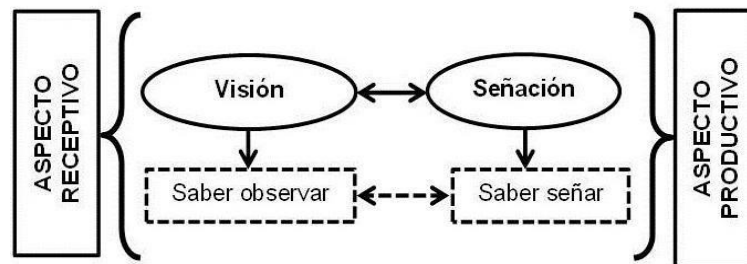 ASPECTO
RECEPTIVO
Visión
Señación
Saber observar
Saber señar
ASPECTO
PRODUCTIVO